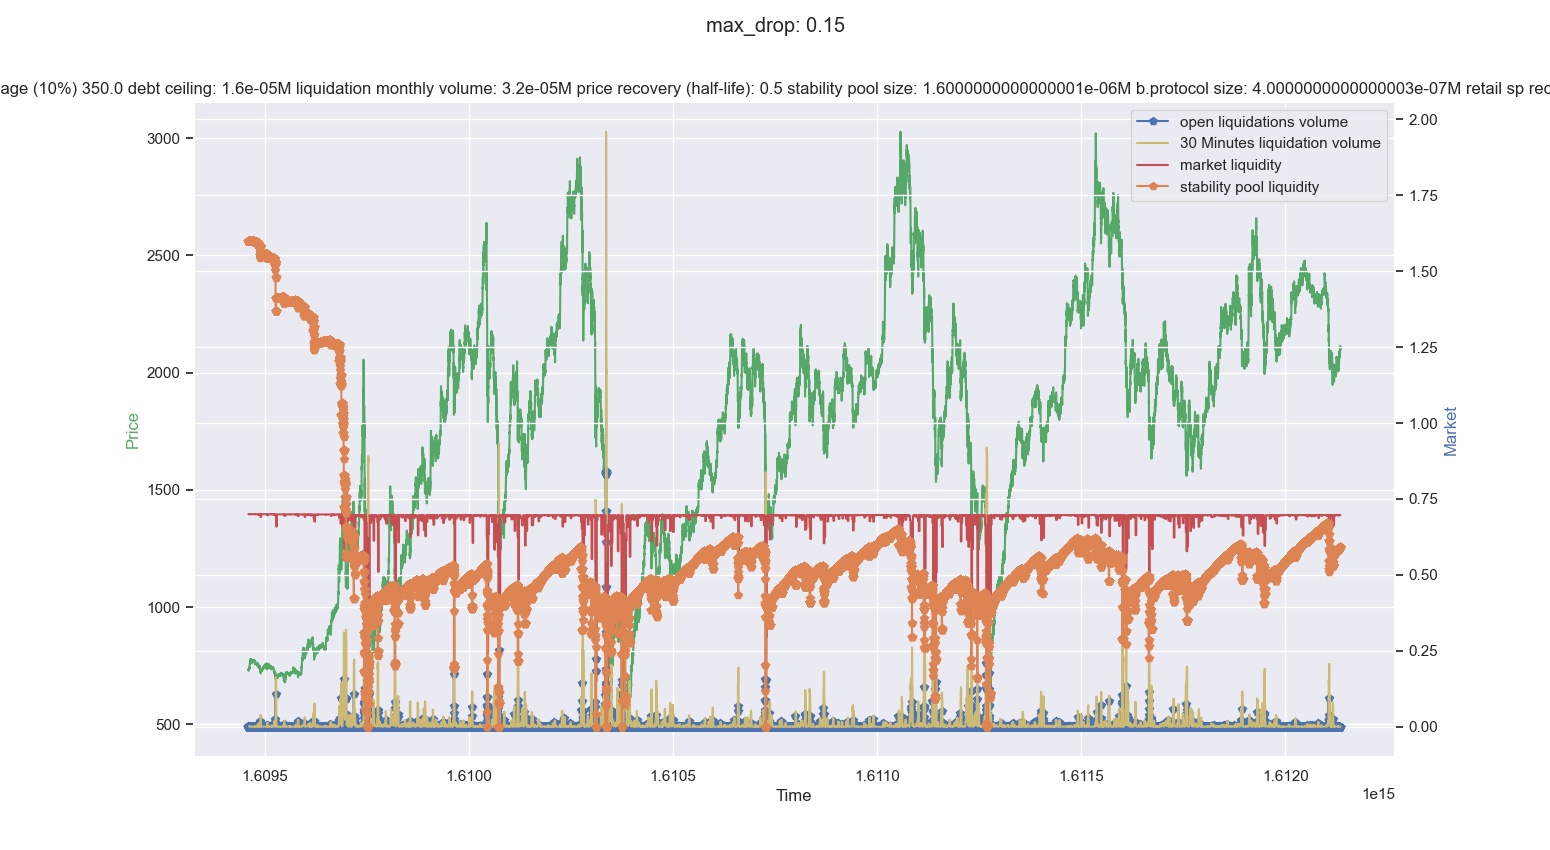 max_drop: 0.15
age (10%) 350.0 debt ceiling: 1.6e-05M liquidation monthly volume: 3.2e-05M price recovery (half-life): 0.5 stability pool size: 1.6000000000000001e-06M b.protocol size: 4.0000000000000003e-07M retail sp rec
open liquidations volume
30 Minutes liquidation volume
market liquidity
stability pool liquidity
3000
2500
2000
1500
1000
500
Price
2.00
1.75
1.50
1.25
1.00
0.75
0.50
0.25
0.00
Market
1.6095 1.6100 1.6105 1.6110 1.6115 1.6120
Time
1e15